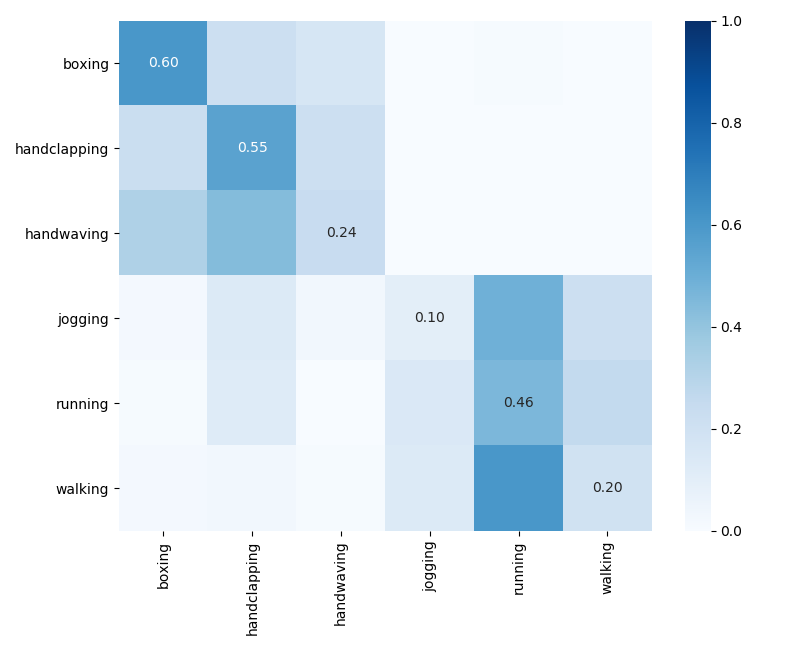 boxing
handclapping
handwaving
jogging
running
walking
0.60
0.55
0.24
0.10
0.46
0.20
boxing
handclapping
handwaving
jogging
running
walking
1.0
0.8
0.6
0.4
0.2
0.0